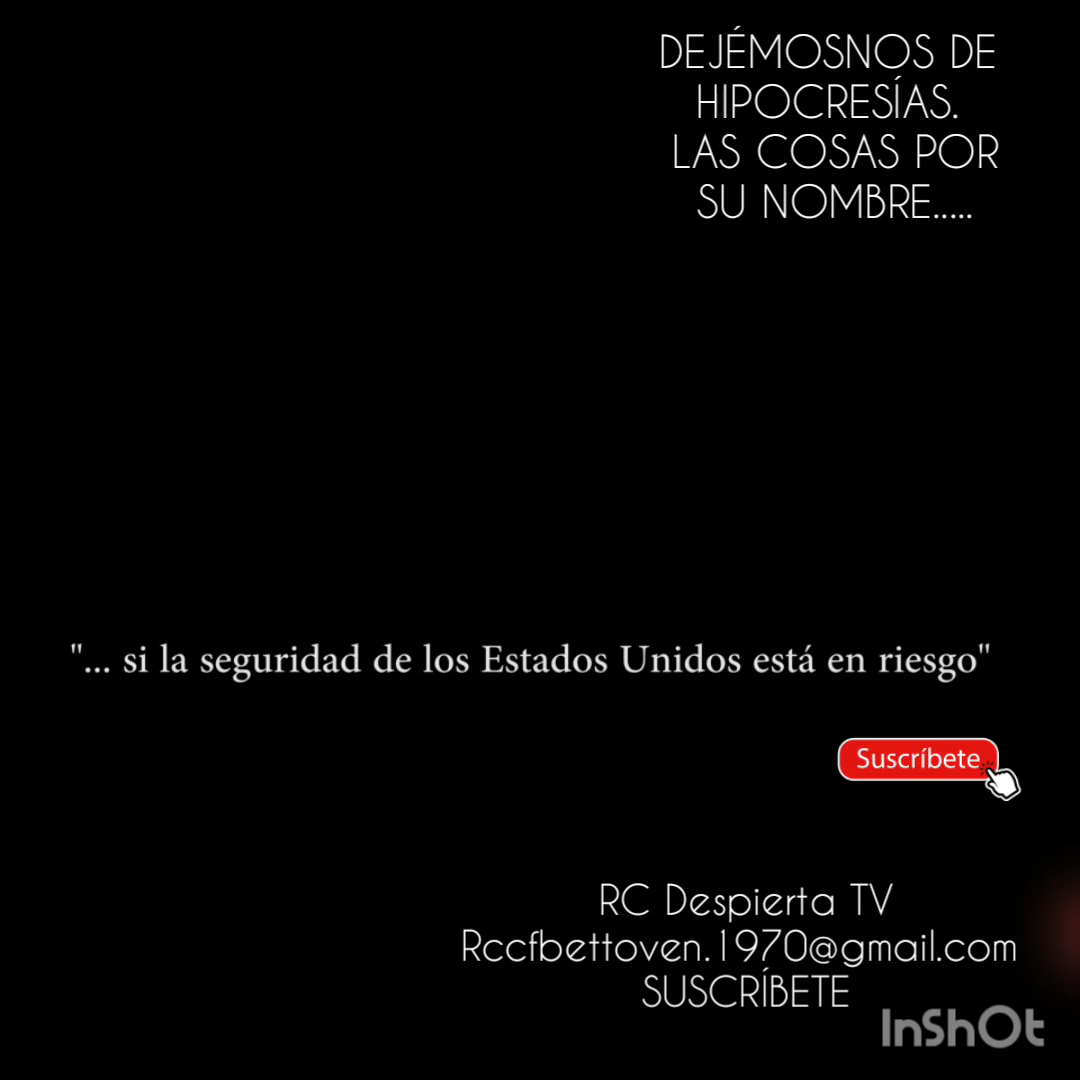 DEJÉMOSNOS DE
HIPOCRESÍAS.
LAS COSAS POR
SU NOMBRE.....
"... si la seguridad de los Estados Unidos está en riesgo"
Suscríbete
RC Despierta TV
Rccfbettoven.1970@gmail.com
SUSCRÍBETE
InShOt